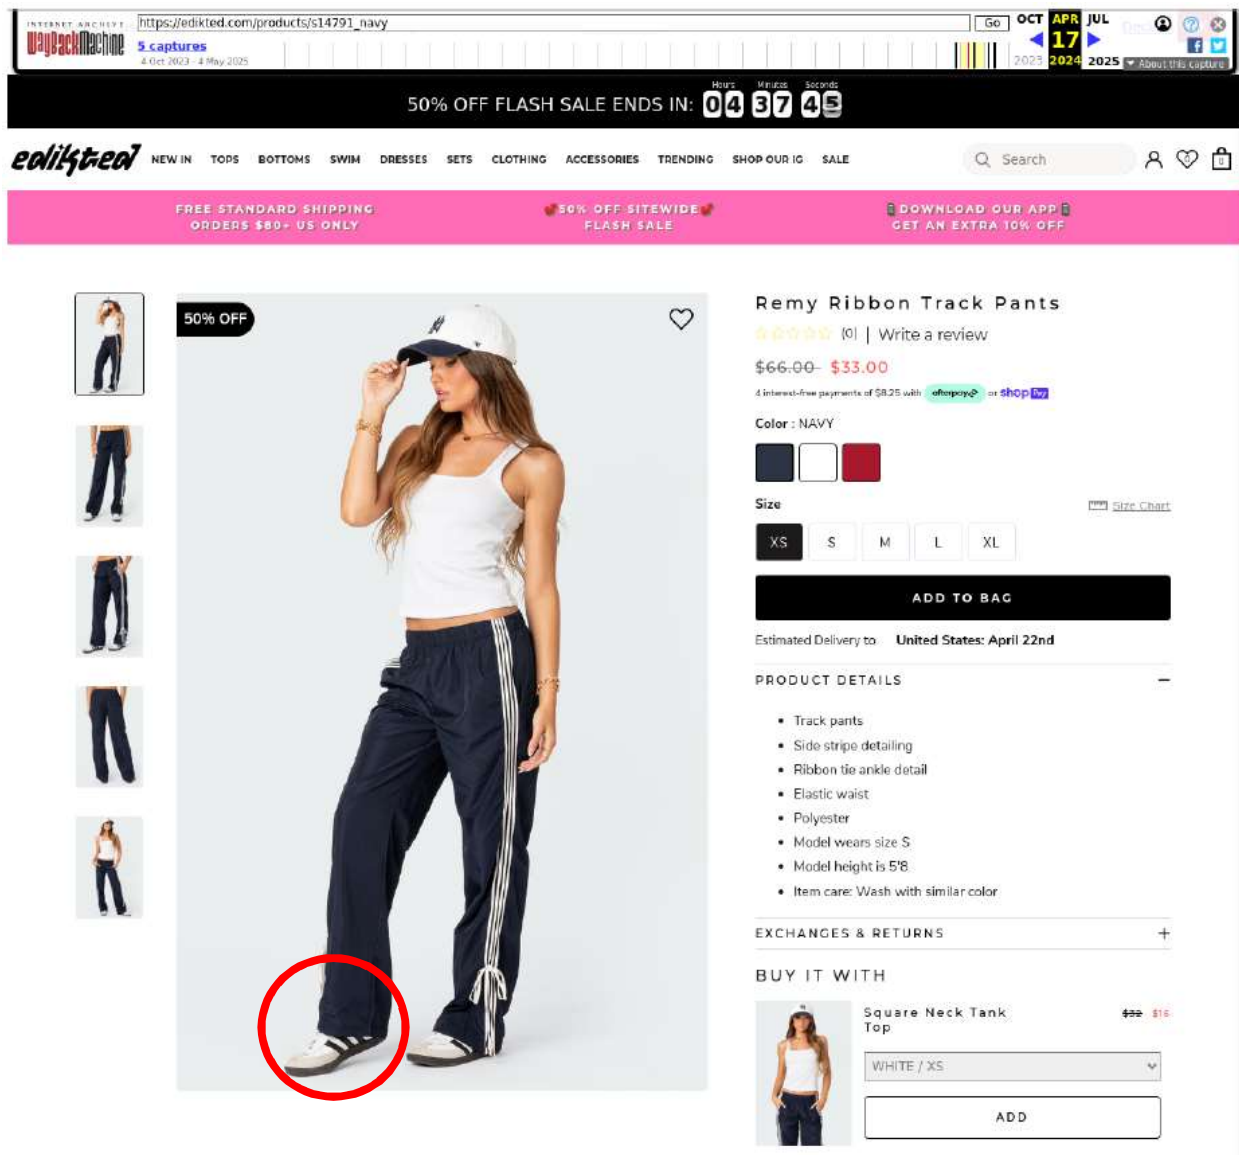 INTERNET ARCHIVE
WayBackMachine
https://edikted.com/products/s14791_navy
Go
OCT APR JUL
17
2023 2024 2025
5 captures
4 Oct 2023 - 4 May 2025
About this capture
50% OFF FLASH SALE ENDS IN: Hours 04 Minutes 37 Seconds
edikted
NEW IN TOPS BOTTOMS SWIM DRESSES SETS CLOTHING ACCESSORIES TRENDING SHOP OUR IG SALE
Search
0 0
FREE STANDARD SHIPPING
ORDERS $80+ US ONLY
50% OFF SITEWIDE
FLASH SALE
DOWNLOAD OUR APP
GET AN EXTRA 10% OFF
50% OFF
Remy Ribbon Track Pants
(0) | Write a review
$66.00 $33.00
4 interest-free payments of $8.25 with afterpay or shop Pay
Color : NAVY
Size
Size Chart
XS S M L XL
ADD TO BAG
Estimated Delivery to United States: April 22nd
PRODUCT DETAILS −
• Track pants
• Side stripe detailing
• Ribbon tie ankle detail
• Elastic waist
• Polyester
• Model wears size S
• Model height is 5'8
• Item care: Wash with similar color
EXCHANGES & RETURNS +
BUY IT WITH
Square Neck Tank
Top
$32 $16
WHITE / XS
ADD